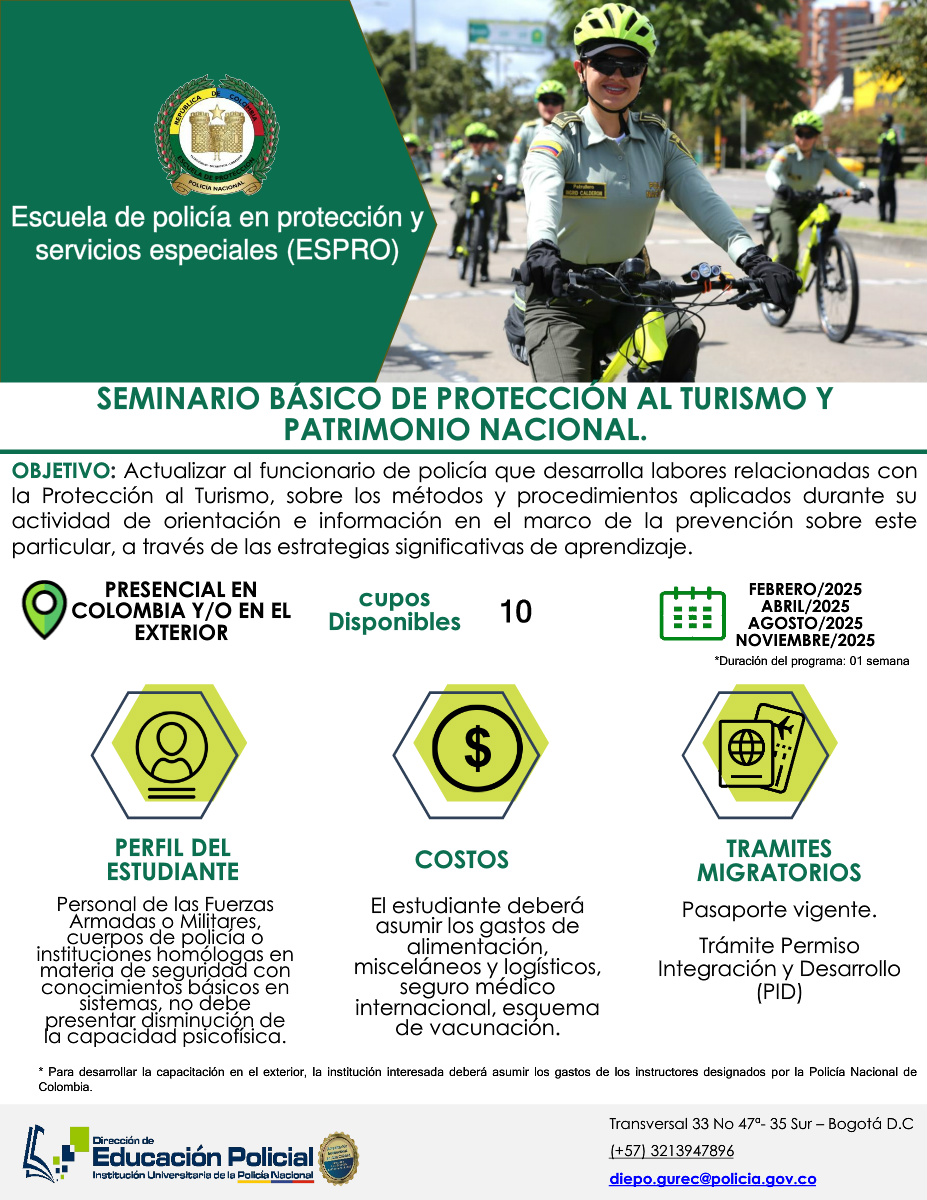 REPÚBLICA DE COLOMBIA
ESCUELA DE PROTECCIÓN
POLICÍA NACIONAL
Escuela de policía en protección y
servicios especiales (ESPRO)
Patrullero
SEMINARIO BÁSICO DE PROTECCIÓN AL TURISMO Y
PATRIMONIO NACIONAL.
OBJETIVO: Actualizar al funcionario de policía que desarrolla labores relacionadas con
la Protección al Turismo, sobre los métodos y procedimientos aplicados durante su
actividad de orientación e información en el marco de la prevención sobre este
particular, a través de las estrategias significativas de aprendizaje.
PRESENCIAL EN
COLOMBIA Y/O EN EL
EXTERIOR
cupos
Disponibles
10
FEBRERO/2025
ABRIL/2025
AGOSTO/2025
NOVIEMBRE/2025
*Duración del programa: 01 semana
$
PERFIL DEL
ESTUDIANTE
Personal de las Fuerzas
Armadas o Militares,
cuerpos de policía o
instituciones homólogas en
materia de seguridad con
conocimientos básicos en
sistemas, no debe
presentar disminución de
la capacidad psicofísica.
COSTOS
El estudiante deberá
asumir los gastos de
alimentación,
misceláneos y logísticos,
seguro médico
internacional, esquema
de vacunación.
TRAMITES
MIGRATORIOS
Pasaporte vigente.
Trámite Permiso
Integración y Desarrollo
(PID)
* Para desarrollar la capacitación en el exterior, la institución interesada deberá asumir los gastos de los instructores designados por la Policía Nacional de
Colombia.
Dirección de
Educación Policial
Institución Universitaria de la Policía Nacional
Transversal 33 No 47ª- 35 Sur – Bogotá D.C
(+57) 3213947896
diepo.gurec@policia.gov.co